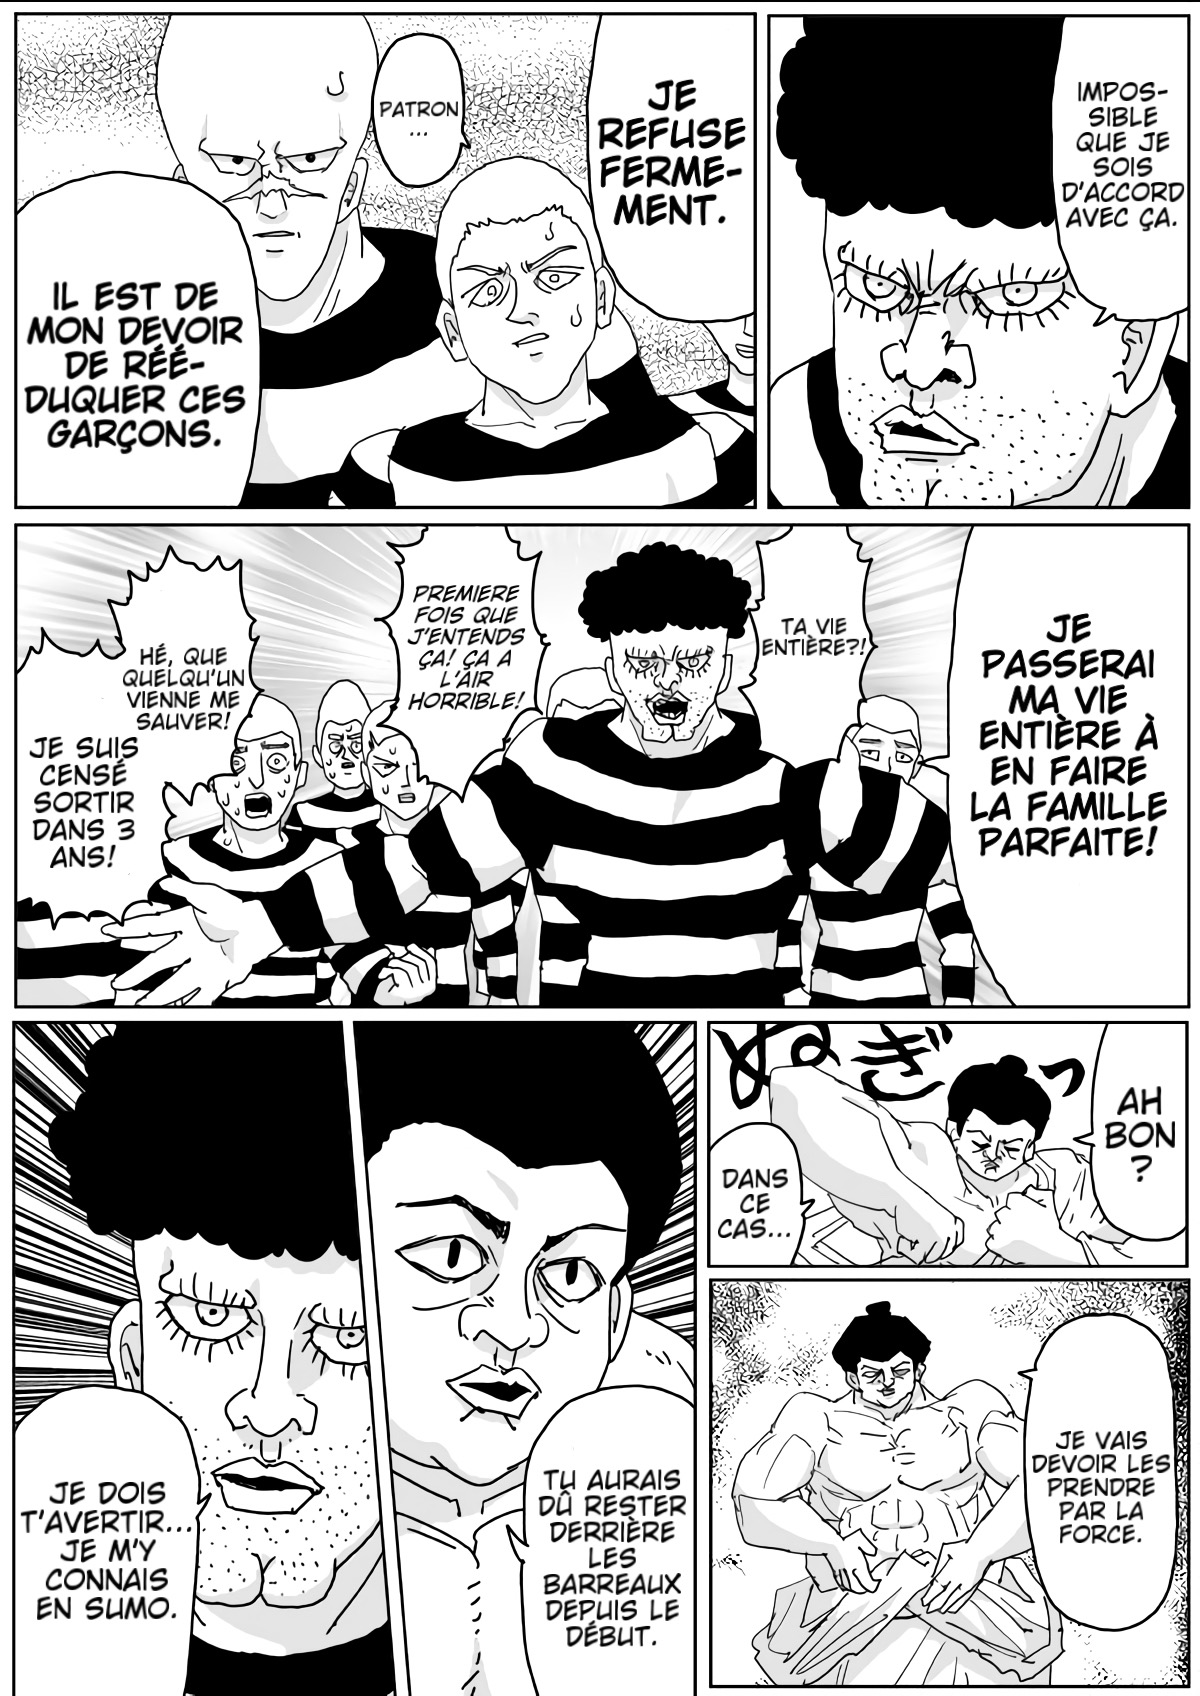 IMPOS-
SIBLE
QUE JE
SOIS
D'ACCORD
AVEC ÇA.
JE
REFUSE
FERME-
MENT.
PATRON
...
IL EST DE
MON DEVOIR
DE RÉÉ-
DUQUER CES
GARÇONS.
JE
PASSERAI
MA VIE
ENTIÈRE À
EN FAIRE
LA FAMILLE
PARFAITE!
TA VIE
ENTIÈRE?!
PREMIERE
FOIS QUE
J'ENTENDS
ÇA! ÇA A
L'AIR
HORRIBLE!
HÉ, QUE
QUELQU'UN
VIENNE ME
SAUVER!
JE SUIS
CENSÉ
SORTIR
DANS 3
ANS!
AH
BON
?
ぬぎっ
DANS
CE
CAS...
JE VAIS
DEVOIR LES
PRENDRE
PAR LA
FORCE.
TU AURAIS
DÛ RESTER
DERRIÈRE
LES
BARREAUX
DEPUIS LE
DÉBUT.
JE DOIS
T'AVERTIR...
JE M'Y
CONNAIS
EN SUMO.